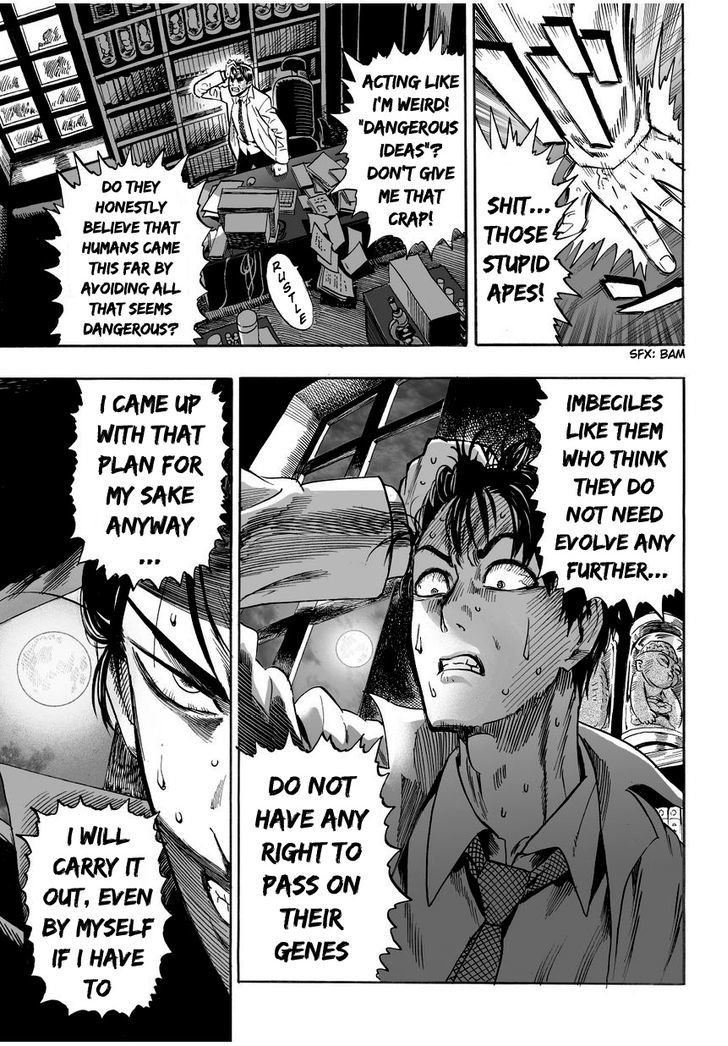 SHIT...
THOSE
STUPID
APES!
SFX: BAM
ACTING LIKE
I'M WEIRD!
"DANGEROUS
IDEAS"?
DON'T GIVE
ME THAT
CRAP!
DO THEY
HONESTLY
BELIEVE THAT
HUMANS CAME
THIS FAR BY
AVOIDING ALL
THAT SEEMS
DANGEROUS?
RUSTLE
IMBECILES
LIKE THEM
WHO THINK
THEY DO
NOT NEED
EVOLVE ANY
FURTHER...
DO NOT
HAVE ANY
RIGHT TO
PASS ON
THEIR
GENES
I CAME UP
WITH THAT
PLAN FOR
MY SAKE
ANYWAY
...
I WILL
CARRY IT
OUT, EVEN
BY MYSELF
IF I HAVE
TO